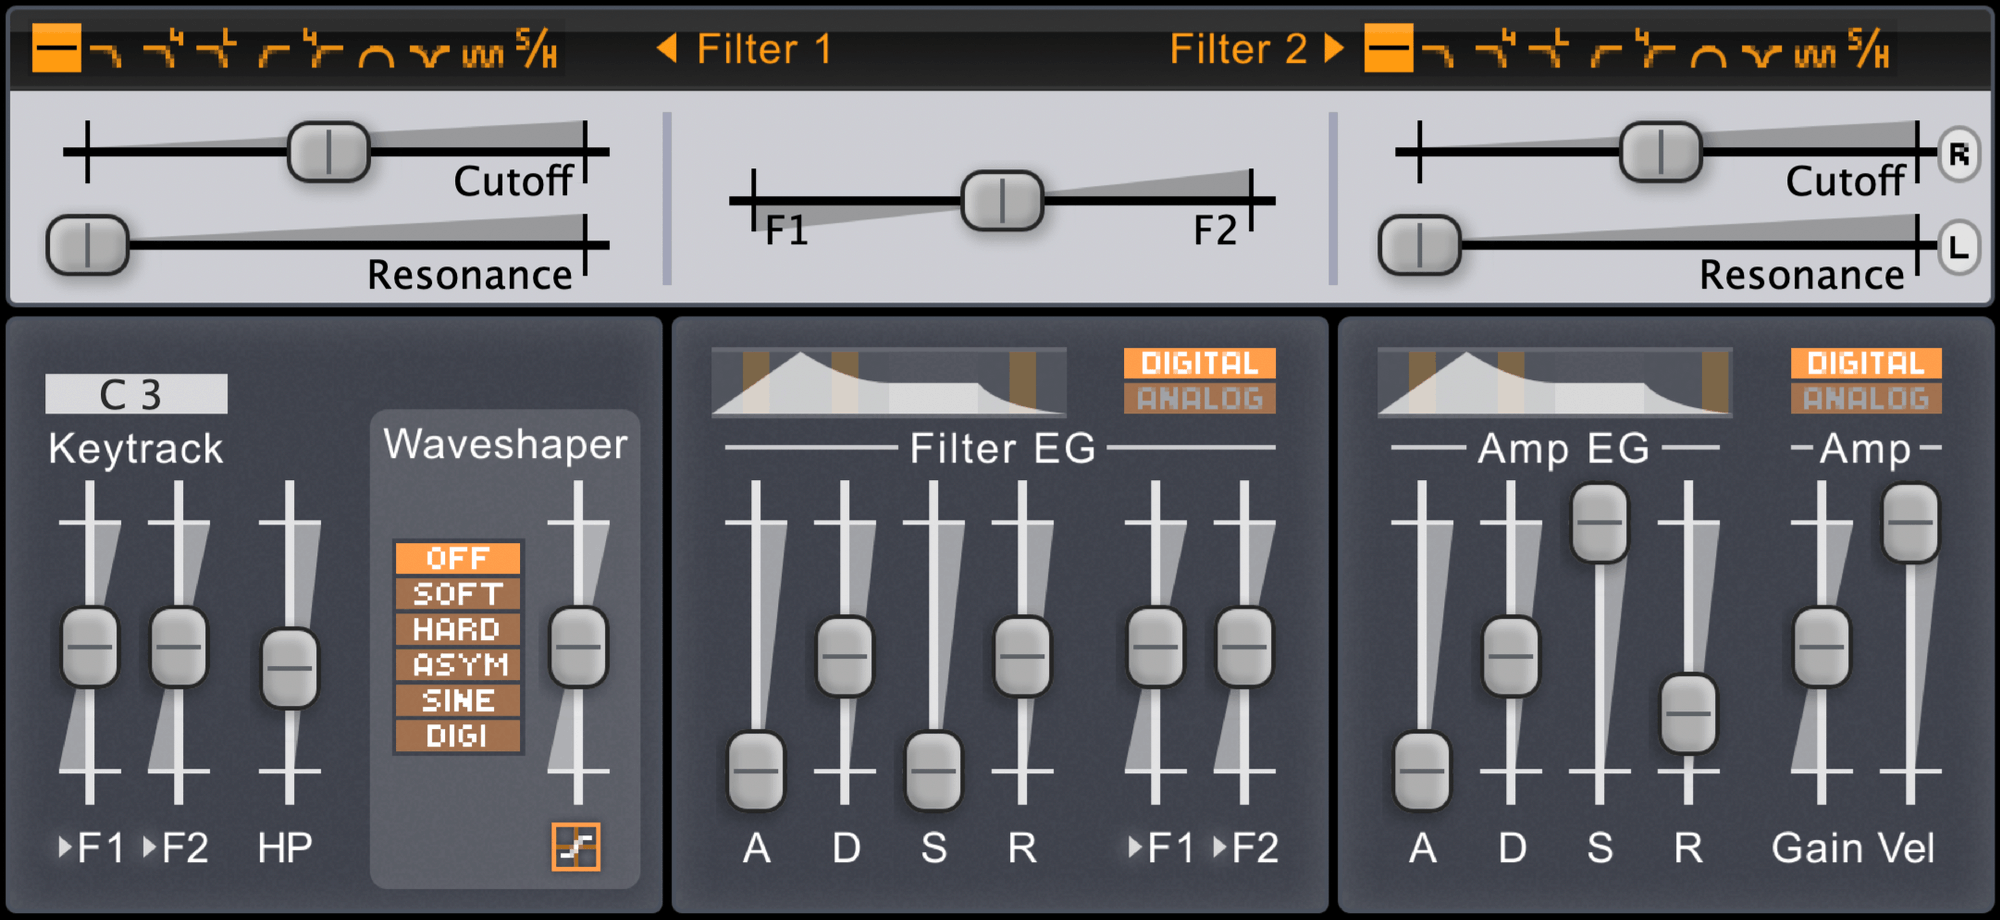 S/H Filter 1 Filter 2 S/H
Cutoff Cutoff R
F1 F2
Resonance Resonance L
C 3 DIGITAL DIGITAL
ANALOG ANALOG
Keytrack Waveshaper Filter EG Amp EG Amp
OFF
SOFT
HARD
ASYM
SINE
DIGI
F1 F2 HP A D S R F1 F2 A D S R Gain Vel